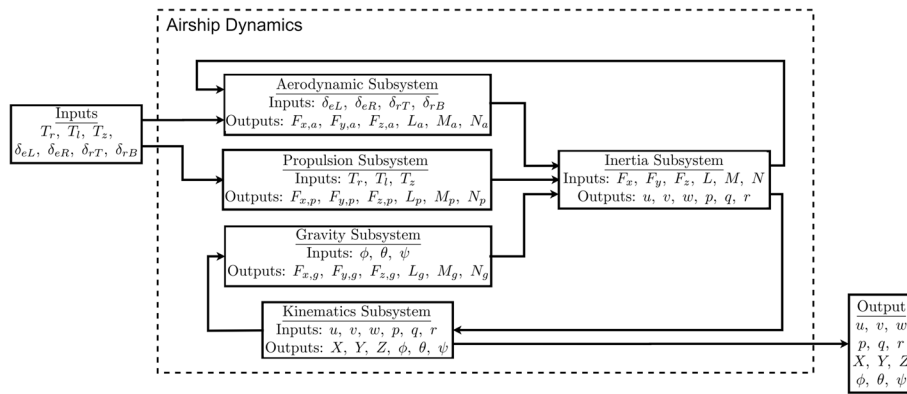 Airship Dynamics
Inputs
T_r, T_l, T_z,
δ_eL, δ_eR, δ_rT, δ_rB
Aerodynamic Subsystem
Inputs: δ_eL, δ_eR, δ_rT, δ_rB
Outputs: F_x,a, F_y,a, F_z,a, L_a, M_a, N_a
Propulsion Subsystem
Inputs: T_r, T_l, T_z
Outputs: F_x,p, F_y,p, F_z,p, L_p, M_p, N_p
Gravity Subsystem
Inputs: ϕ, θ, ψ
Outputs: F_x,g, F_y,g, F_z,g, L_g, M_g, N_g
Kinematics Subsystem
Inputs: u, v, w, p, q, r
Outputs: X, Y, Z, ϕ, θ, ψ
Inertia Subsystem
Inputs: F_x, F_y, F_z, L, M, N
Outputs: u, v, w, p, q, r
Output
u, v, w
p, q, r
X, Y, Z
ϕ, θ, ψ